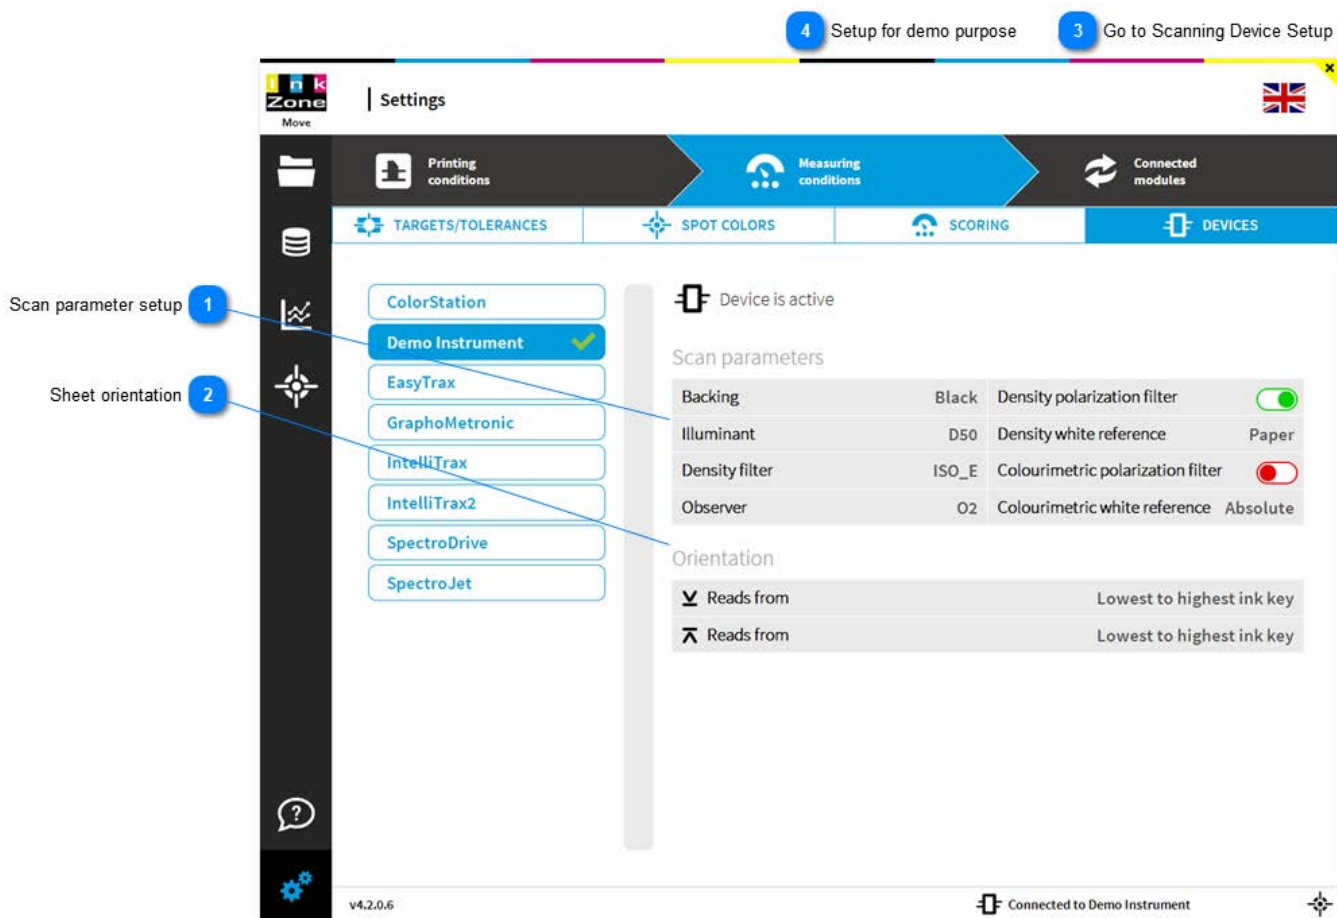 4 Setup for demo purpose 3 Go to Scanning Device Setup
Ink
Zone
Move
Settings
Printing
conditions
Measuring
conditions
Connected
modules
TARGETS/TOLERANCES SPOT COLORS SCORING DEVICES
Scan parameter setup 1
Sheet orientation 2
ColorStation
Demo Instrument
EasyTrax
GraphoMetronic
IntelliTrax
IntelliTrax2
SpectroDrive
SpectroJet
Device is active
Scan parameters
Backing Black Density polarization filter
Illuminant D50 Density white reference Paper
Density filter ISO_E Colourimetric polarization filter
Observer O2 Colourimetric white reference Absolute
Orientation
Reads from Lowest to highest ink key
Reads from Lowest to highest ink key
v4.2.0.6 Connected to Demo Instrument